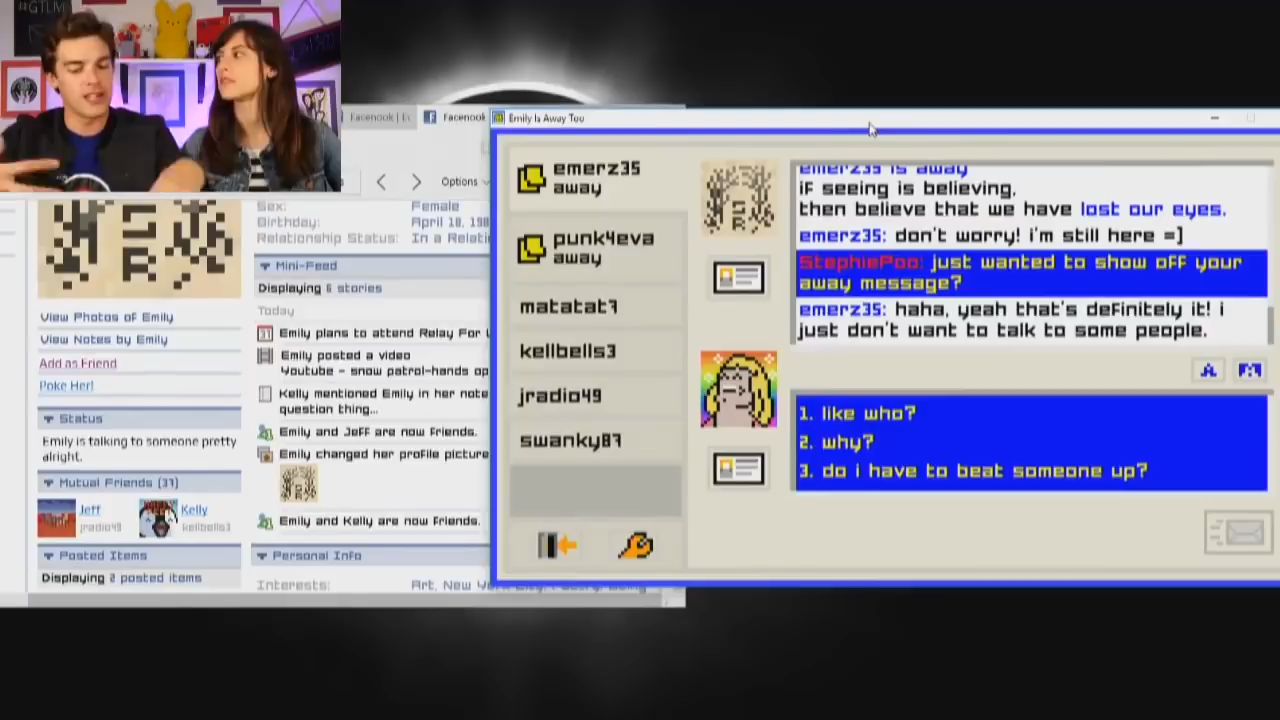 #GTLM
Facenook | E
Facenook
Options
Sex: Female
Birthday: April 18, 198
Relationship Status: In a Relati
Mini-Feed
Displaying 6 stories
Today
Emily plans to attend Relay For
Emily posted a video
Youtube - snow patrol-hands op
Kelly mentioned Emily in her note
question thing...
Emily and Jeff are now friends.
Emily changed her profile picture
Emily and Kelly are now friends.
Personal Info
Interests: Art, New York
View Photos of Emily
View Notes by Emily
Add as Friend
Poke Her!
Status
Emily is talking to someone pretty
alright.
Mutual Friends (37)
Jeff
jradio49
Kelly
kellbells3
Posted Items
Displaying 2 posted items
Emily Is Away Too
emerz35
away
punk4eva
away
matatat7
kellbells3
jradio49
swanky87
emerz35 is away
if seeing is believing.
then believe that we have lost our eyes.
emerz35: don't worry! i'm still here =]
StephiePoo: just wanted to show off your
away message?
emerz35: haha, yeah that's definitely it! i
just don't want to talk to some people.
A
1. like who?
2. why?
3. do i have to beat someone up?